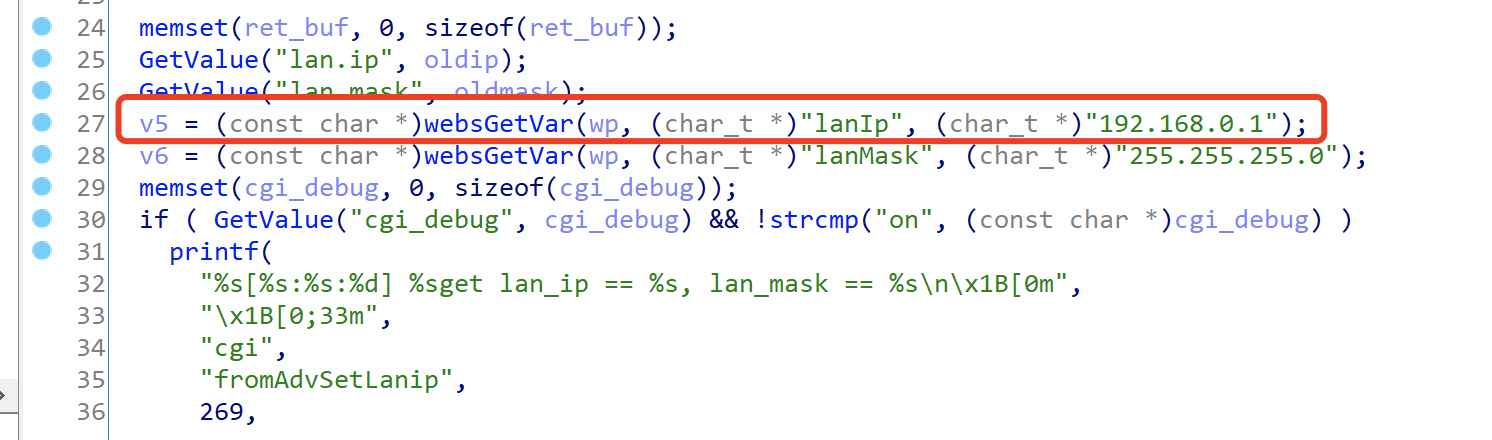 24 memset(ret_buf, 0, sizeof(ret_buf));
25 GetValue("lan.ip", oldip);
26 GetValue("lan.mask", oldmask);
27 v5 = (const char *)websGetVar(wp, (char_t *)"lanIp", (char_t *)"192.168.0.1");
28 v6 = (const char *)websGetVar(wp, (char_t *)"lanMask", (char_t *)"255.255.255.0");
29 memset(cgi_debug, 0, sizeof(cgi_debug));
30 if ( GetValue("cgi_debug", cgi_debug) && !strcmp("on", (const char *)cgi_debug) )
31 printf(
32 "%s[%s:%s:%d] %sget lan_ip == %s, lan_mask == %s\n\x1B[0m",
33 "\x1B[0;33m",
34 "cgi",
35 "fromAdvSetLanip",
36 269,